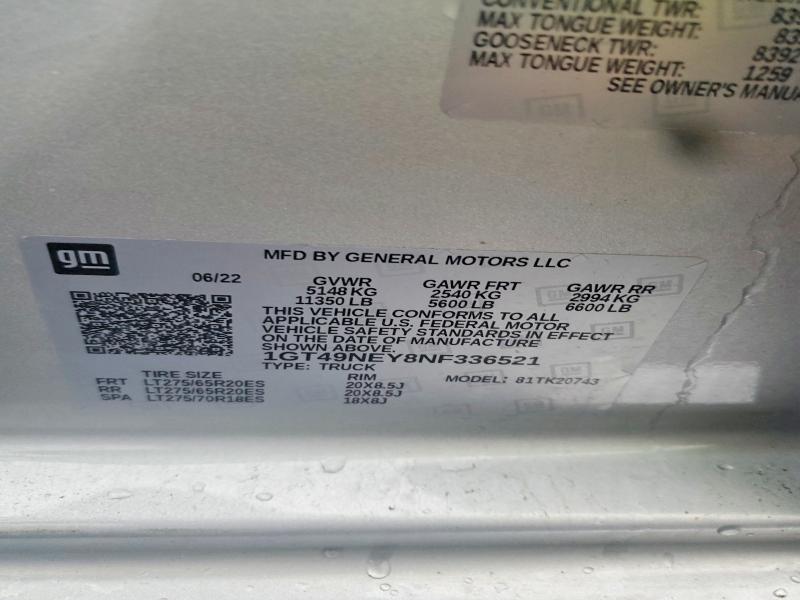 CONVENTIONAL TWR:
MAX TONGUE WEIGHT:
GOOSENECK TWR: 8392
MAX TONGUE WEIGHT: 1259
SEE OWNER'S
gm
MFD BY GENERAL MOTORS LLC
06/22 GVWR GAWR FRT GAWR RR
5148 KG 2540 KG 2994 KG
11350 LB 5600 LB 6600 LB
THIS VEHICLE CONFORMS TO ALL
APPLICABLE U.S. FEDERAL MOTOR
VEHICLE SAFETY STANDARDS IN EFFECT
ON THE DATE OF MANUFACTURE
SHOWN ABOVE.
1GT49NEY8NF336521
TYPE: TRUCK
TIRE SIZE RIM MODEL: 81TK20743
FRT LT275/65R20ES 20X8.5J
RR LT275/65R20ES 20X8.5J
SPA LT275/70R18ES 18X8J